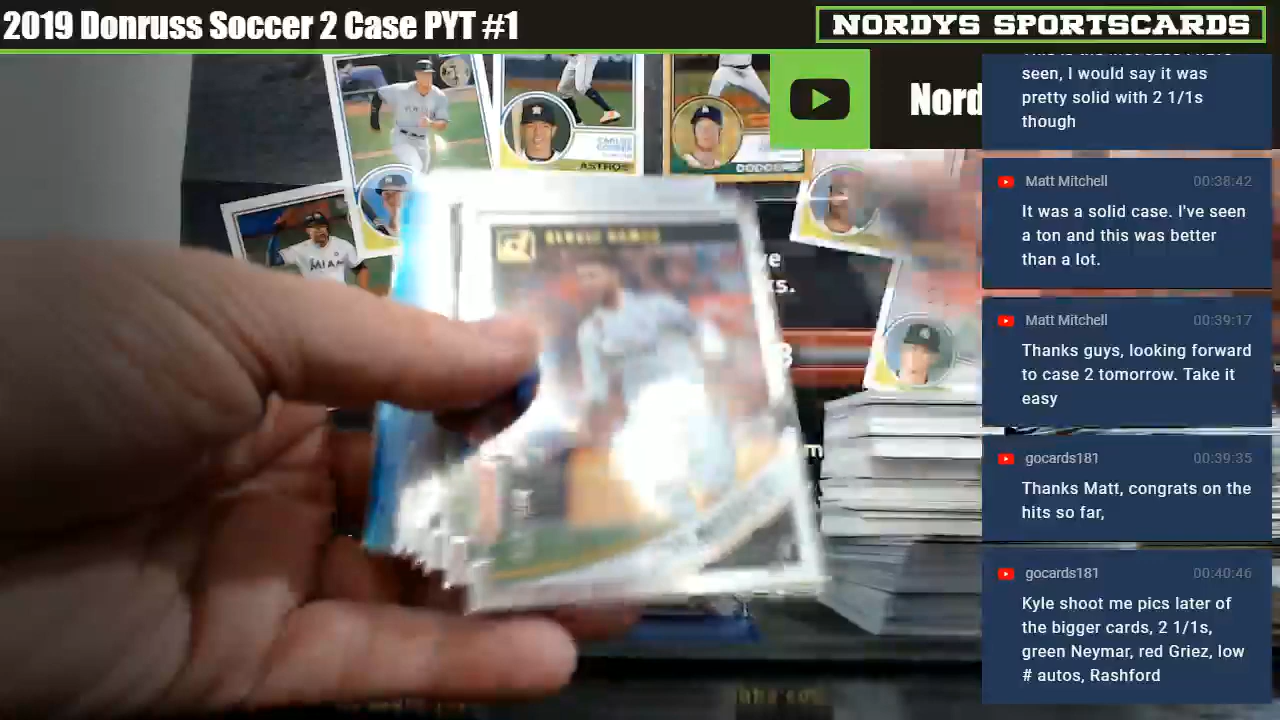 2019 Donruss Soccer 2 Case PYT #1
NORDYS SPORTSCARDS
Nord
seen, I would say it was
pretty solid with 2 1/1s
though
Matt Mitchell 00:38:42
It was a solid case. I've seen
a ton and this was better
than a lot.
Matt Mitchell 00:39:17
Thanks guys, looking forward
to case 2 tomorrow. Take it
easy
gocards181 00:39:35
Thanks Matt, congrats on the
hits so far,
gocards181 00:40:46
Kyle shoot me pics later of
the bigger cards, 2 1/1s,
green Neymar, red Griez, low
# autos, Rashford
ASTROS
DODGERS
MIAMI